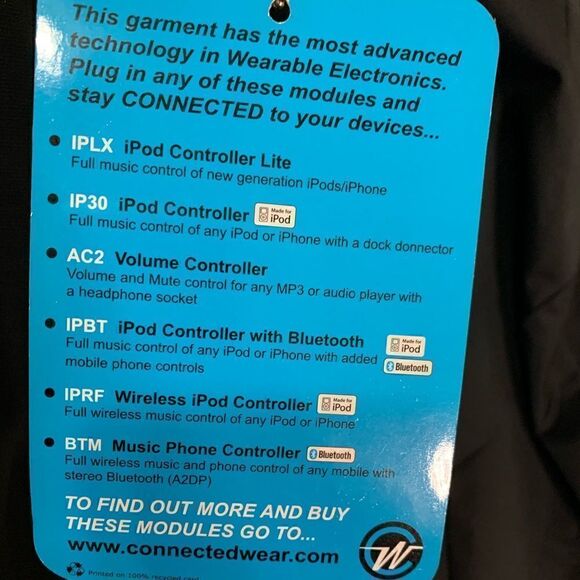 This garment has the most advanced
technology in Wearable Electronics.
Plug in any of these modules and
stay CONNECTED to your devices...
• IPLX iPod Controller Lite
Full music control of new generation iPods/iPhone
• IP30 iPod Controller Made for iPod
Full music control of any iPod or iPhone with a dock donnector
• AC2 Volume Controller
Volume and Mute control for any MP3 or audio player with
a headphone socket
• IPBT iPod Controller with Bluetooth Made for iPod
Full music control of any iPod or iPhone with added Bluetooth
mobile phone controls
• IPRF Wireless iPod Controller Made for iPod
Full wireless music control of any iPod or iPhone
• BTM Music Phone Controller Bluetooth
Full wireless music and phone control of any mobile with
stereo Bluetooth (A2DP)
TO FIND OUT MORE AND BUY
THESE MODULES GO TO...
www.connectedwear.com
CW
Printed on 100% recycled card